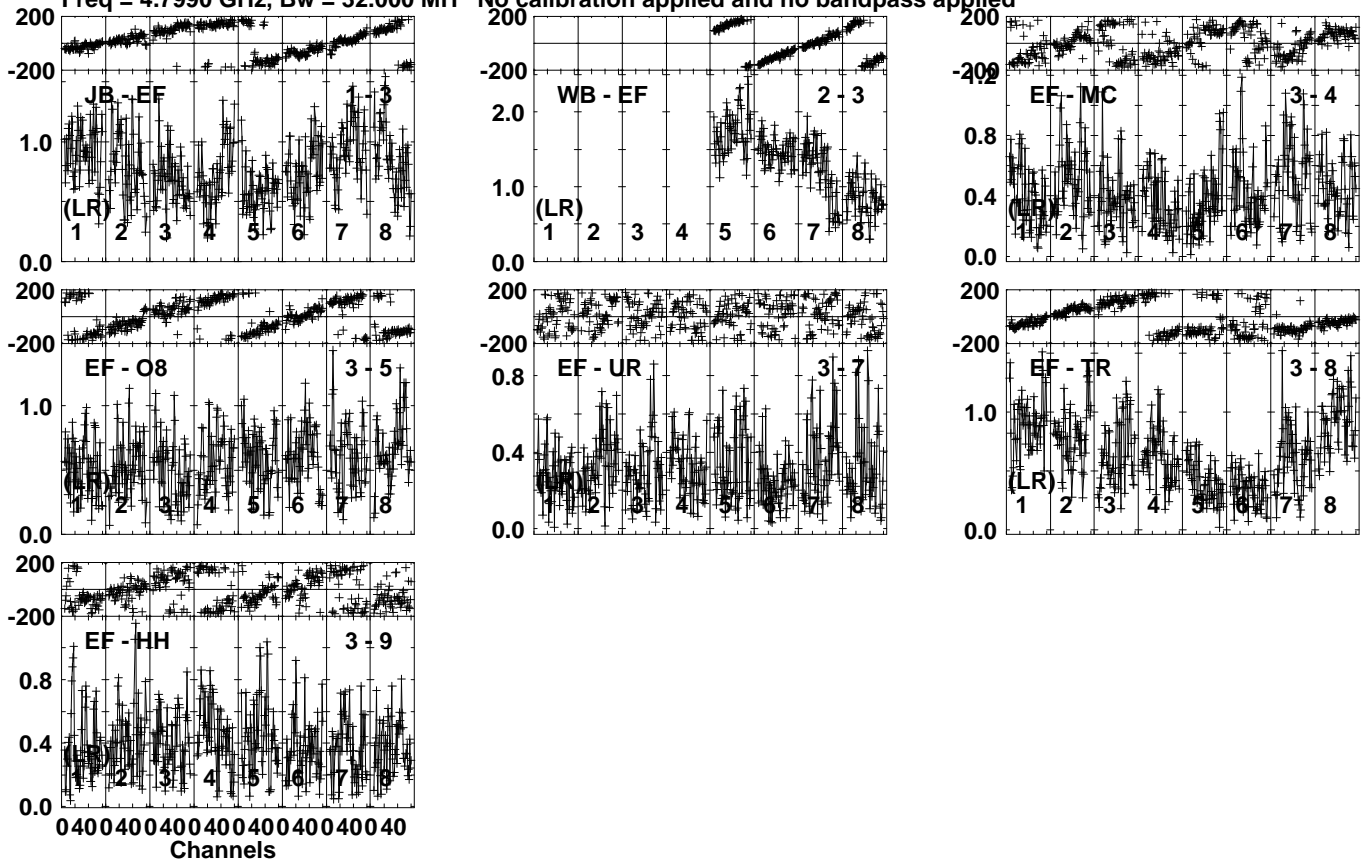 Freq = 4.7990 GHz, Bw = 32.000 MH No calibration applied and no bandpass applied
200
-200
JB - EF 1 - 3
1.0
(LR)
1 2 3 4 5 6 7 8
0.0
200
-200
WB - EF 2 - 3
2.0
1.0
(LR)
1 2 3 4 5 6 7 8
0.0
200
-200
1.2
EF - MC 3 - 4
0.8
0.4
(LR)
1 2 3 4 5 6 7 8
0.0
200
-200
EF - O8 3 - 5
1.0
(LR)
1 2 3 4 5 6 7 8
0.0
200
-200
EF - UR 3 - 7
0.8
0.4
(LR)
1 2 3 4 5 6 7 8
0.0
200
-200
EF - TR 3 - 8
1.0
(LR)
1 2 3 4 5 6 7 8
0.0
200
-200
EF - HH 3 - 9
0.8
0.4
(LR)
1 2 3 4 5 6 7 8
0.0
0 40 0 40 0 40 0 40 0 40 0 40 0 40 0 40
Channels